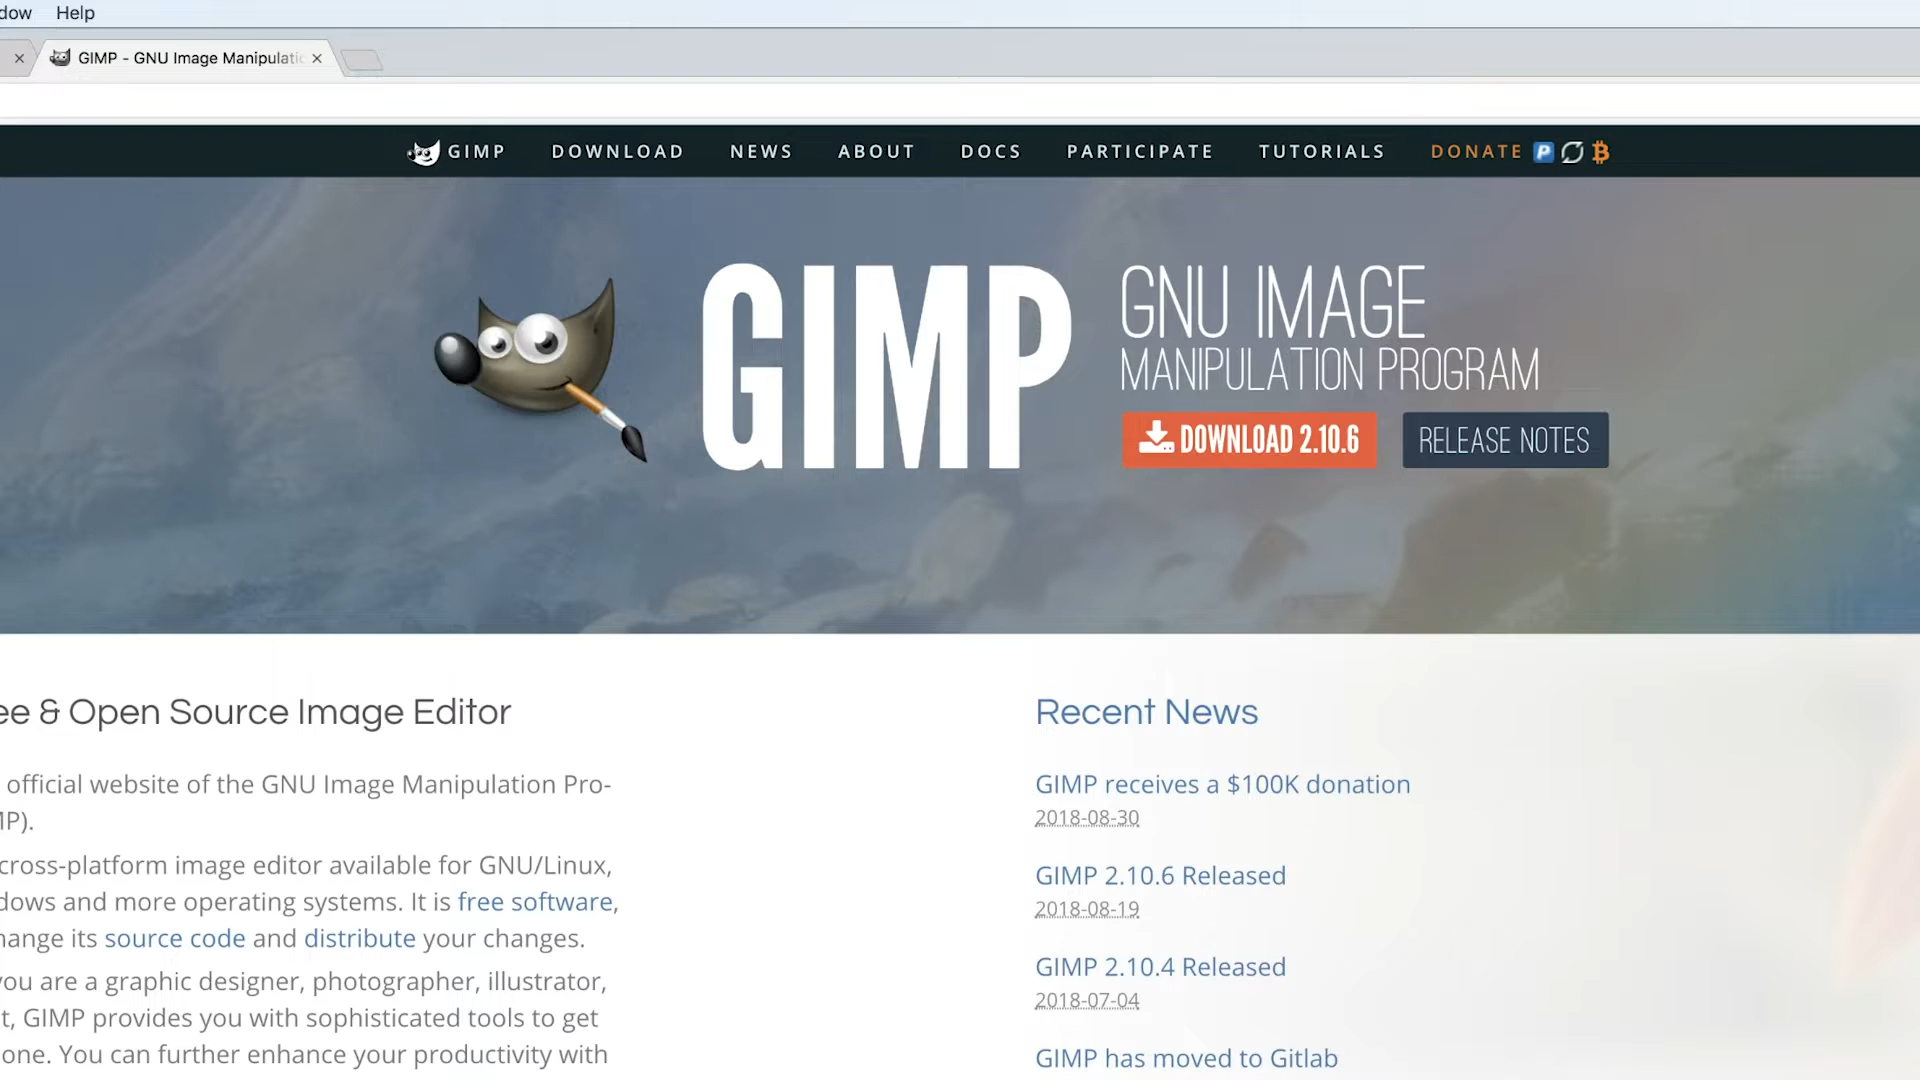 Help
GIMP - GNU Image Manipulati
GIMP DOWNLOAD NEWS ABOUT DOCS PARTICIPATE TUTORIALS DONATE
GIMP
GNU IMAGE
MANIPULATION PROGRAM
DOWNLOAD 2.10.6
RELEASE NOTES
ee & Open Source Image Editor
official website of the GNU Image Manipulation Pro-
MP).
cross-platform image editor available for GNU/Linux,
dows and more operating systems. It is free software,
hange its source code and distribute your changes.
you are a graphic designer, photographer, illustrator,
t, GIMP provides you with sophisticated tools to get
one. You can further enhance your productivity with
Recent News
GIMP receives a $100K donation
2018-08-30
GIMP 2.10.6 Released
2018-08-19
GIMP 2.10.4 Released
2018-07-04
GIMP has moved to Gitlab